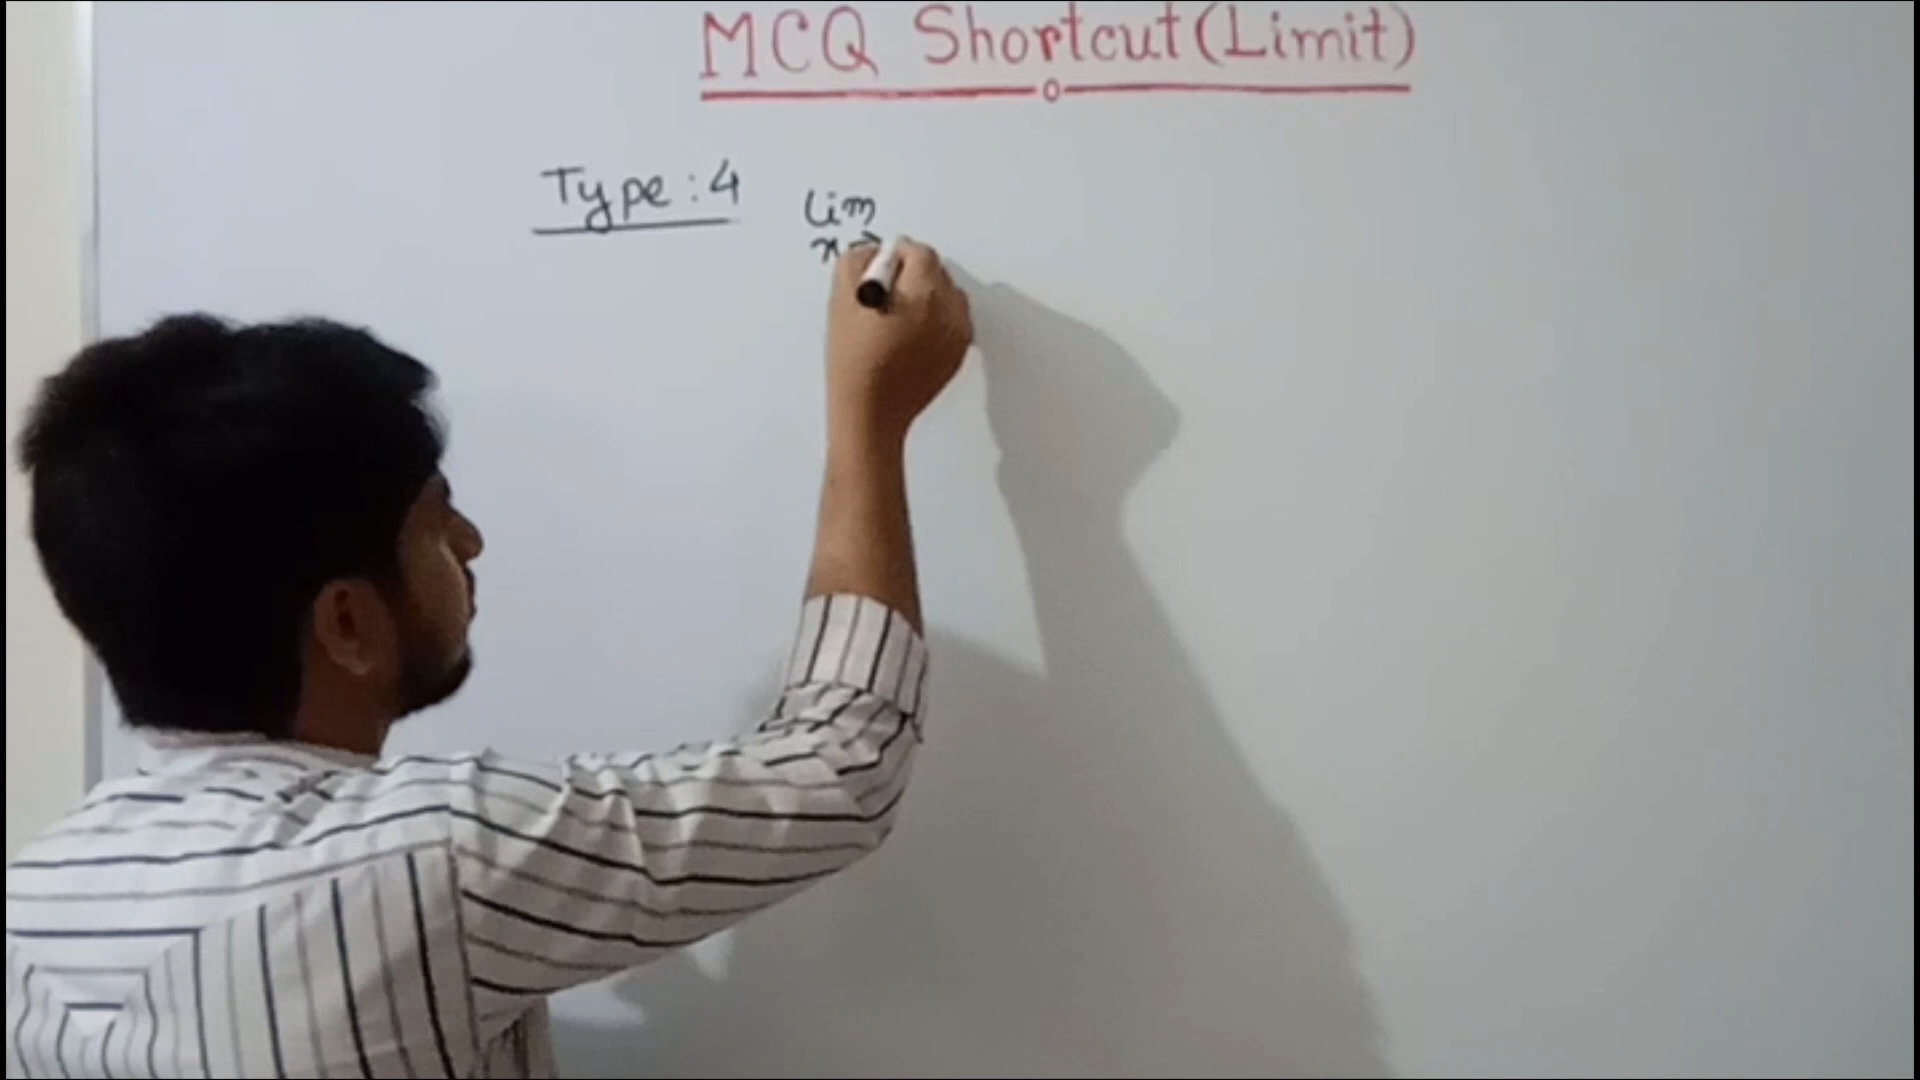 MCQ Shortcut (Limit)
Type : 4 lim
x→